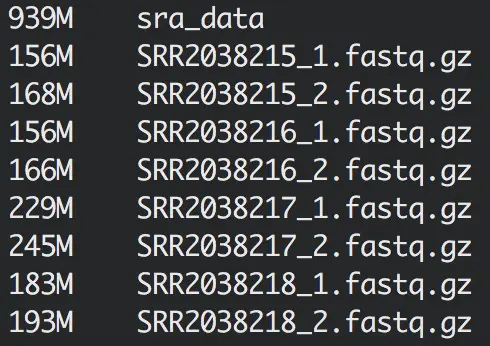 939M sra_data
156M SRR2038215_1.fastq.gz
168M SRR2038215_2.fastq.gz
156M SRR2038216_1.fastq.gz
166M SRR2038216_2.fastq.gz
229M SRR2038217_1.fastq.gz
245M SRR2038217_2.fastq.gz
183M SRR2038218_1.fastq.gz
193M SRR2038218_2.fastq.gz